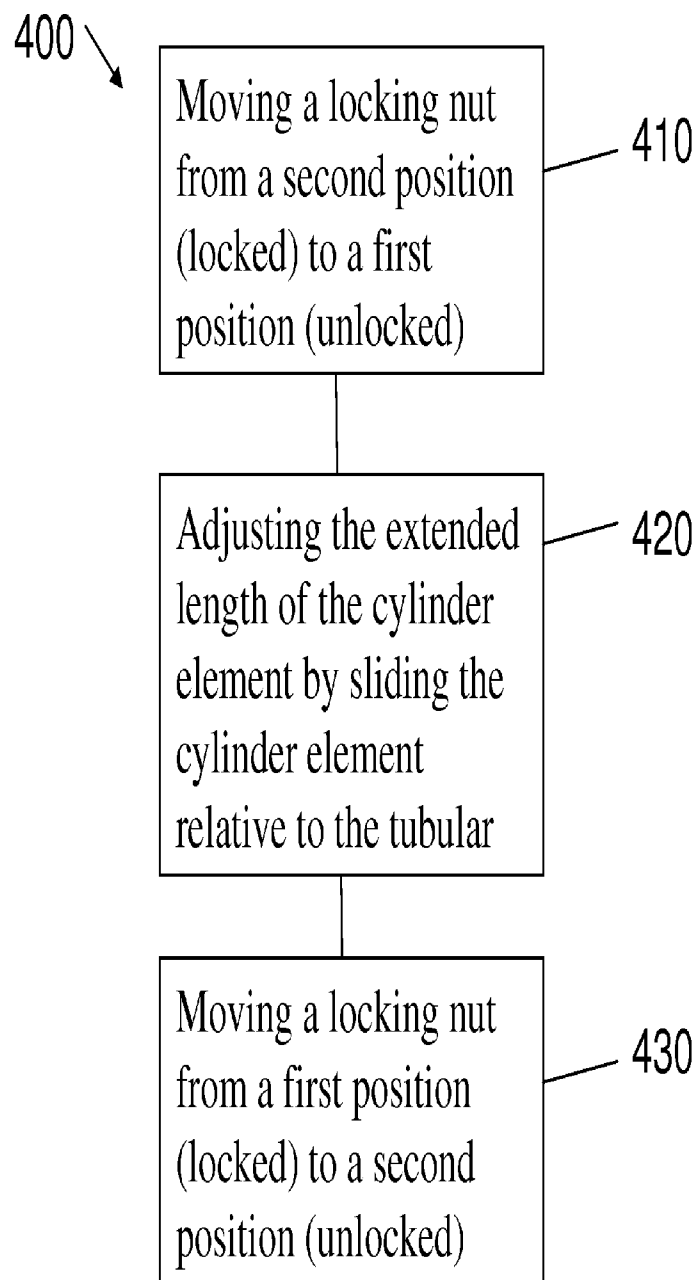 400
Moving a locking nut
from a second position
(locked) to a first
position (unlocked)
410
Adjusting the extended
length of the cylinder
element by sliding the
cylinder element
relative to the tubular
420
Moving a locking nut
from a first position
(locked) to a second
position (unlocked)
430